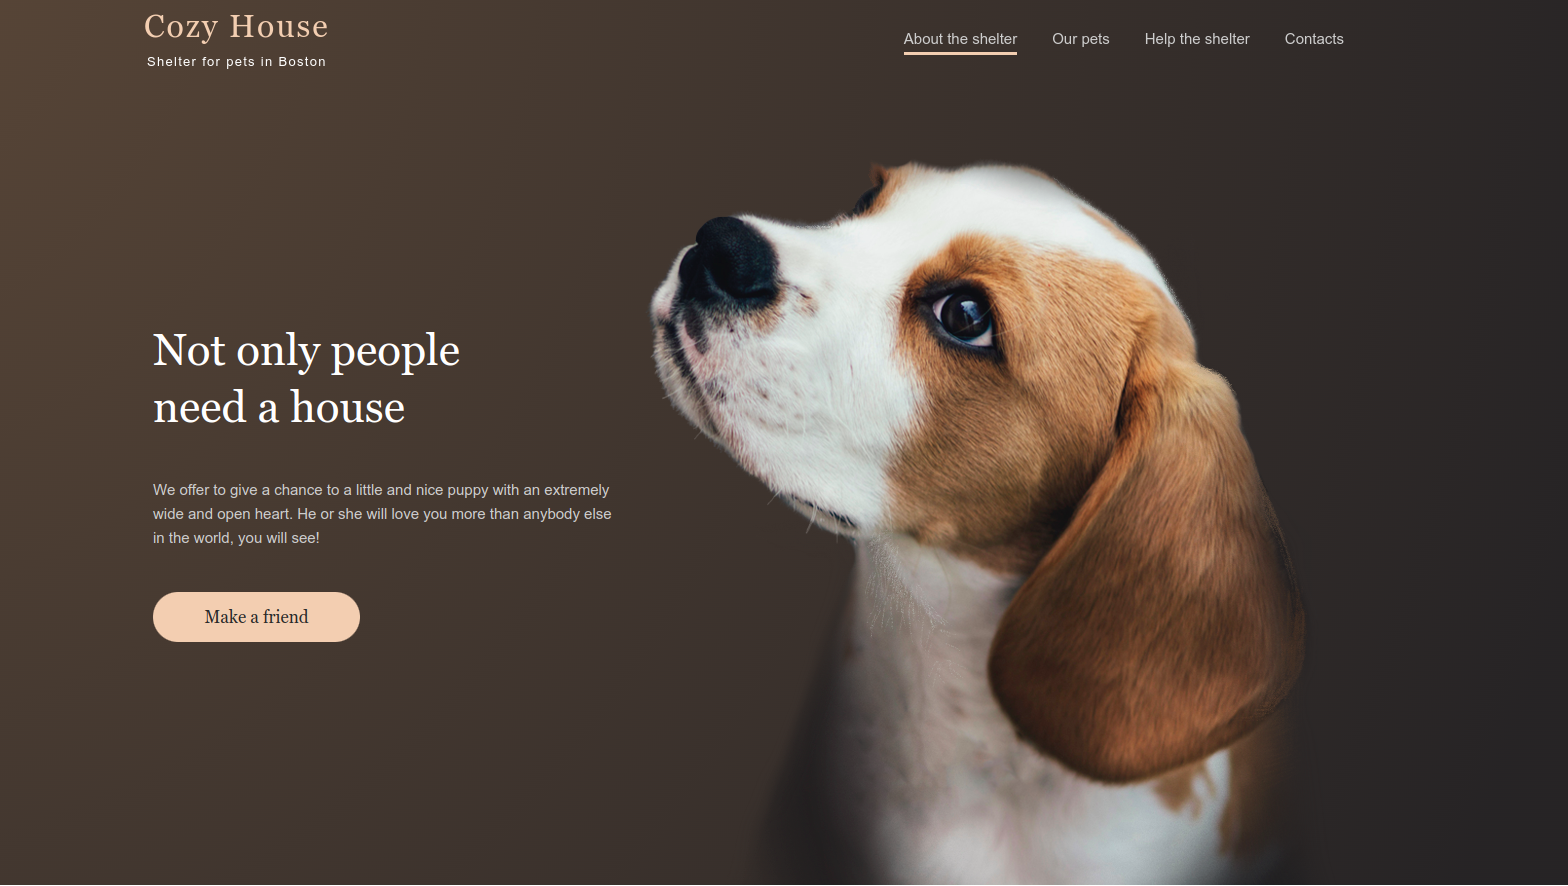 Cozy House
Shelter for pets in Boston
About the shelter
Our pets
Help the shelter
Contacts
Not only people
need a house
We offer to give a chance to a little and nice puppy with an extremely
wide and open heart. He or she will love you more than anybody else
in the world, you will see!
Make a friend